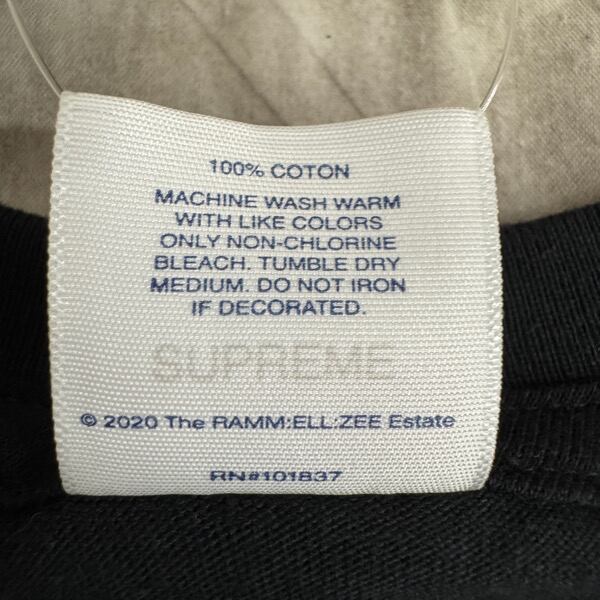 100% COTON
MACHINE WASH WARM
WITH LIKE COLORS
ONLY NON-CHLORINE
BLEACH. TUMBLE DRY
MEDIUM. DO NOT IRON
IF DECORATED.
SUPREME
© 2020 The RAMM:ELL:ZEE Estate
RN#101837